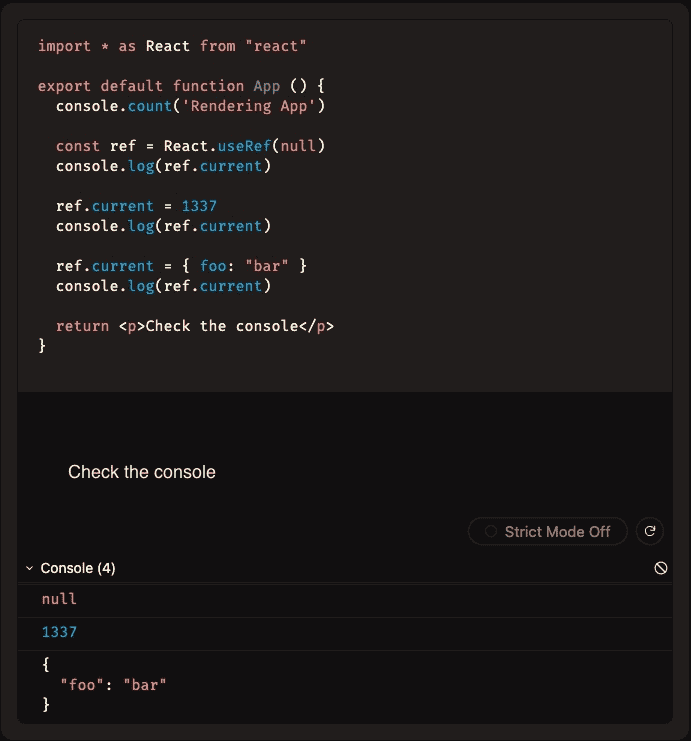 import * as React from "react"
export default function App () {
console.count('Rendering App')
const ref = React.useRef(null)
console.log(ref.current)
ref.current = 1337
console.log(ref.current)
ref.current = { foo: "bar" }
console.log(ref.current)
return <p>Check the console</p>
}
Check the console
Strict Mode Off
Console (4)
null
1337
{
"foo": "bar"
}